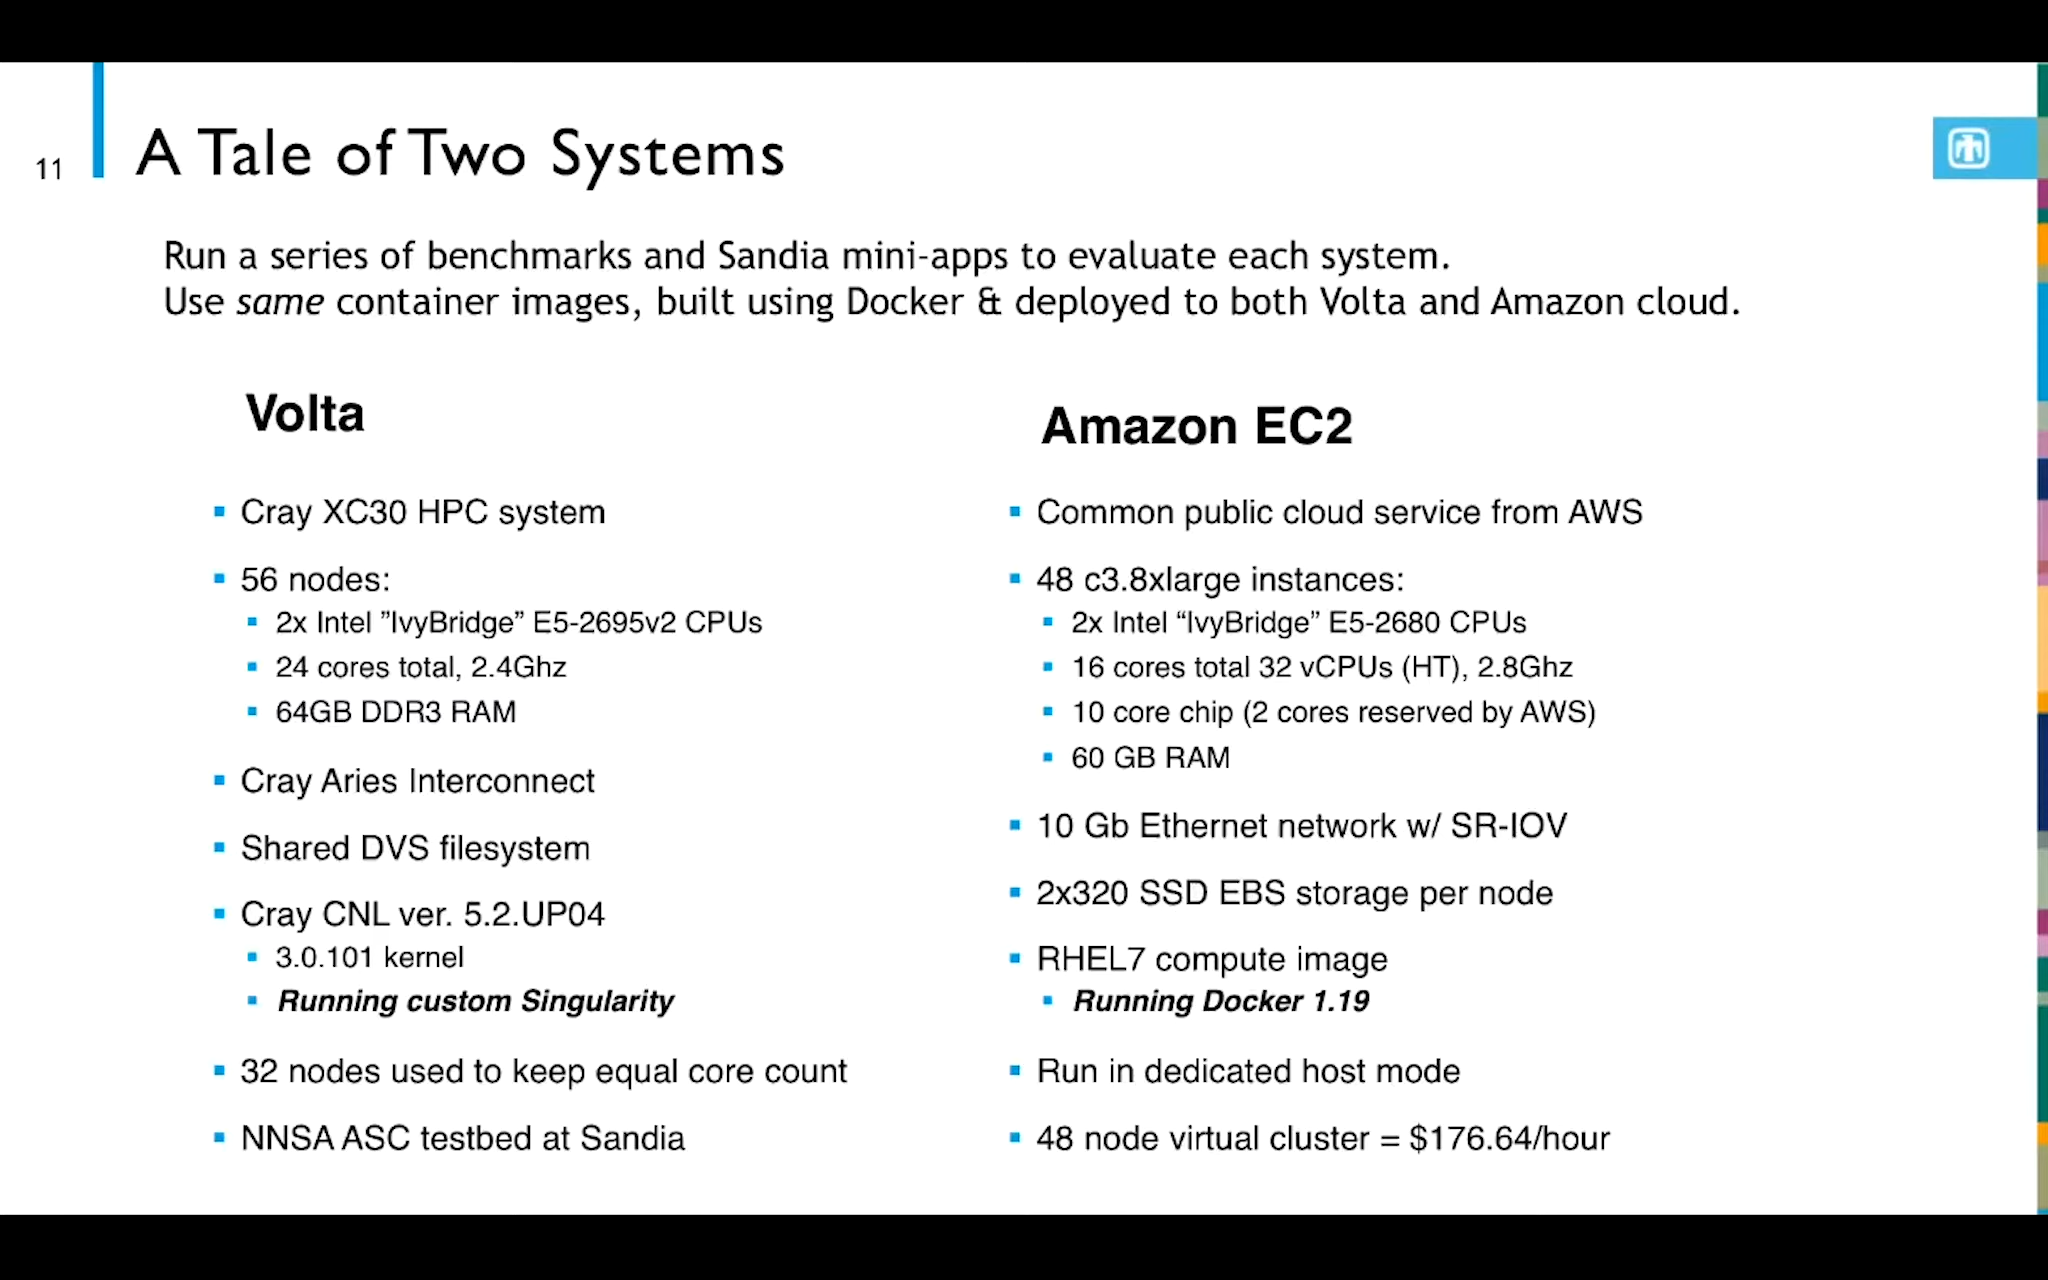 11
A Tale of Two Systems
Run a series of benchmarks and Sandia mini-apps to evaluate each system.
Use same container images, built using Docker & deployed to both Volta and Amazon cloud.
Volta
▪ Cray XC30 HPC system
▪ 56 nodes:
▪ 2x Intel ”IvyBridge” E5-2695v2 CPUs
▪ 24 cores total, 2.4Ghz
▪ 64GB DDR3 RAM
▪ Cray Aries Interconnect
▪ Shared DVS filesystem
▪ Cray CNL ver. 5.2.UP04
▪ 3.0.101 kernel
▪ Running custom Singularity
▪ 32 nodes used to keep equal core count
▪ NNSA ASC testbed at Sandia
Amazon EC2
▪ Common public cloud service from AWS
▪ 48 c3.8xlarge instances:
▪ 2x Intel “IvyBridge” E5-2680 CPUs
▪ 16 cores total 32 vCPUs (HT), 2.8Ghz
▪ 10 core chip (2 cores reserved by AWS)
▪ 60 GB RAM
▪ 10 Gb Ethernet network w/ SR-IOV
▪ 2x320 SSD EBS storage per node
▪ RHEL7 compute image
▪ Running Docker 1.19
▪ Run in dedicated host mode
▪ 48 node virtual cluster = $176.64/hour